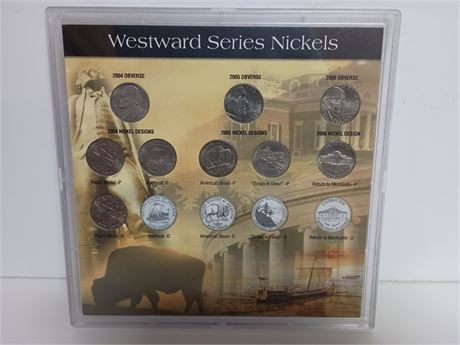 Westward Series Nickels
2004 OBVERSE 2005 OBVERSE 2006 OBVERSE
2004 NICKEL DESIGNS 2005 NICKEL DESIGNS 2006 NICKEL DESIGNS
Peace Medal -P Keelboat -P American Bison -P "Ocean in View!" -P Return to Monticello -P
Peace Medal -D Keelboat -D American Bison -D "Ocean in View!" -D Return to Monticello -D